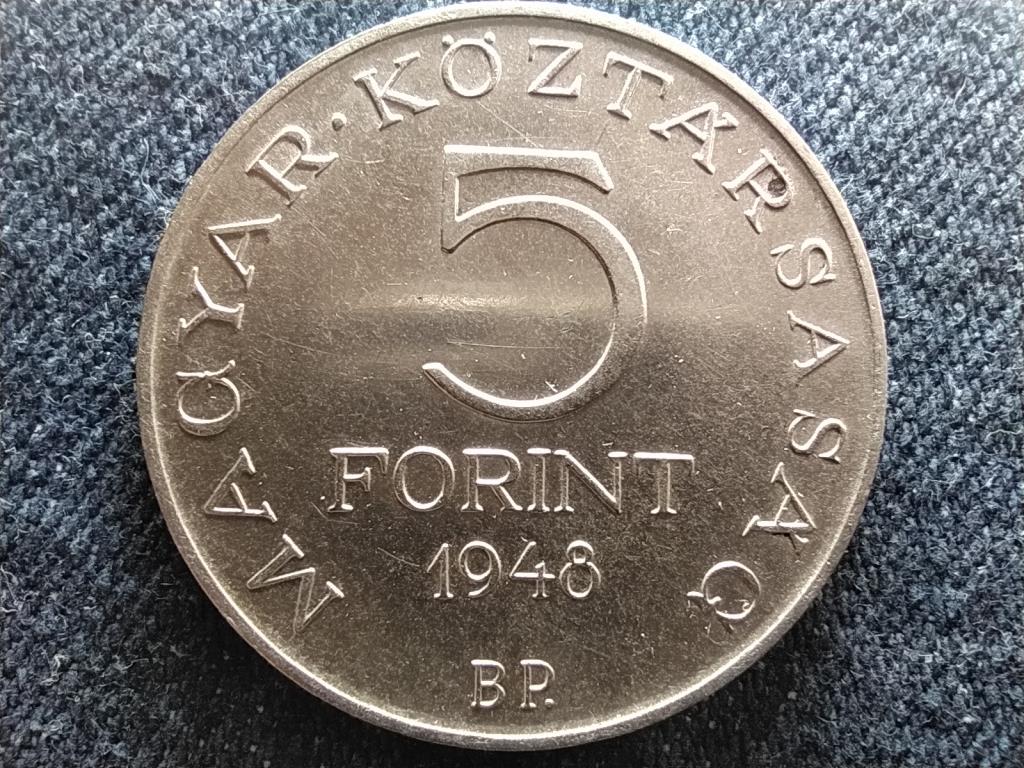 MAGYAR · KÖZTÁRSASÁG
5
FORINT
1948
BP.